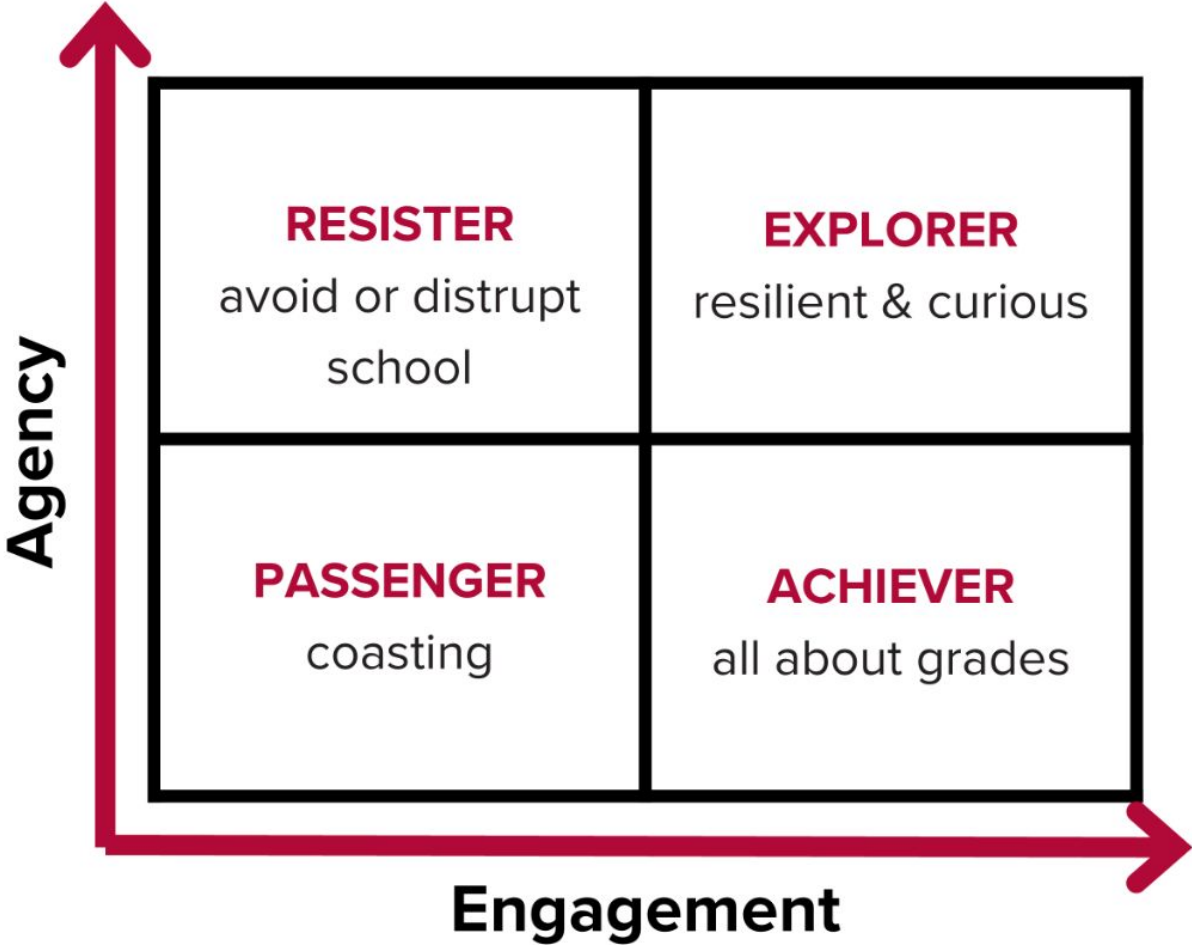 Agency
RESISTER
avoid or distrupt
school
EXPLORER
resilient & curious
PASSENGER
coasting
ACHIEVER
all about grades
Engagement